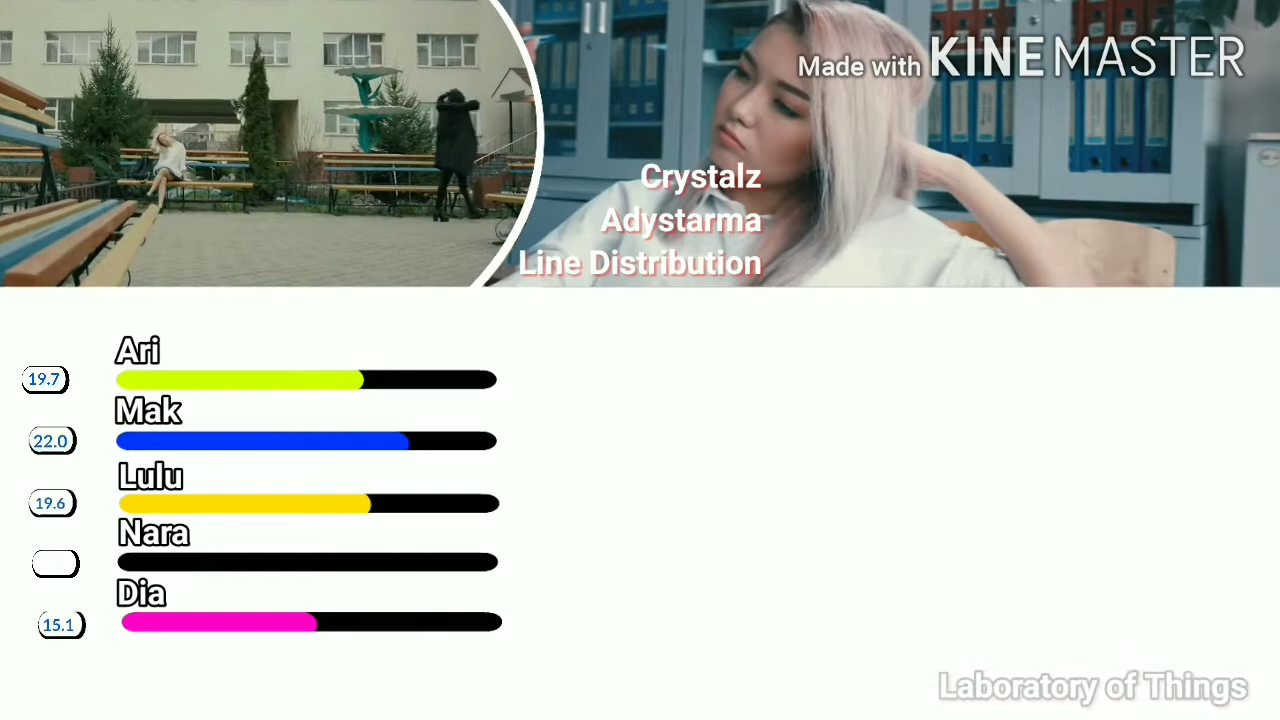 Made with KINEMASTER
Crystalz
Adystarma
Line Distribution
Ari
19.7
Mak
22.0
Lulu
19.6
Nara
Dia
15.1
Laboratory of Things